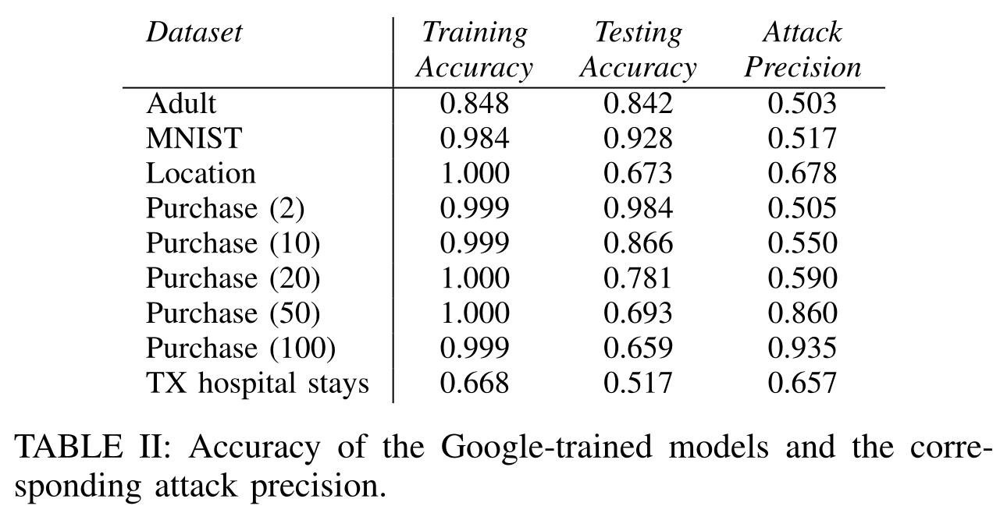 Dataset Training Testing Attack
Accuracy Accuracy Precision
Adult 0.848 0.842 0.503
MNIST 0.984 0.928 0.517
Location 1.000 0.673 0.678
Purchase (2) 0.999 0.984 0.505
Purchase (10) 0.999 0.866 0.550
Purchase (20) 1.000 0.781 0.590
Purchase (50) 1.000 0.693 0.860
Purchase (100) 0.999 0.659 0.935
TX hospital stays 0.668 0.517 0.657
TABLE II: Accuracy of the Google-trained models and the corre-
sponding attack precision.